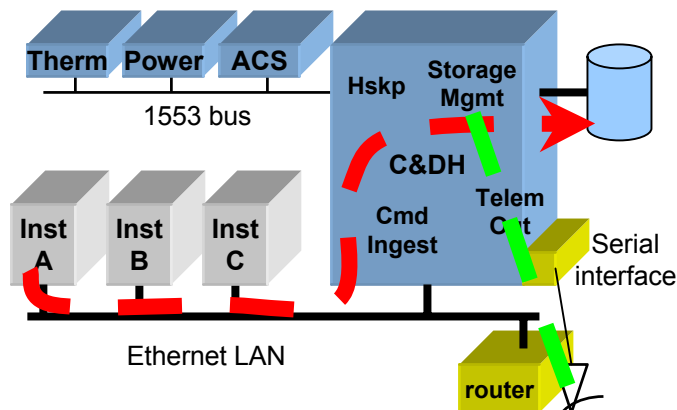 Therm
Power
ACS
Hskp
Storage
Mgmt
1553 bus
C&DH
Inst
A
Inst
B
Inst
C
Cmd
Ingest
Telem
Out
Serial
interface
Ethernet LAN
router